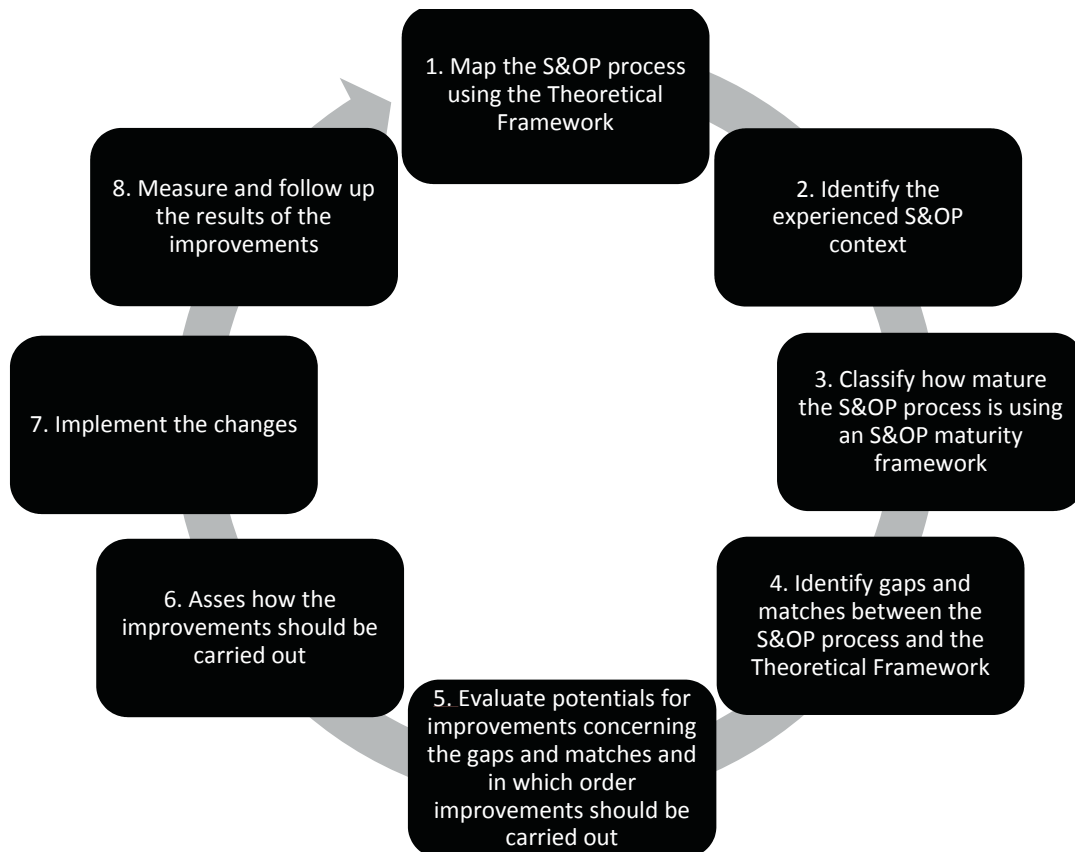 1. Map the S&OP process
using the Theoretical
Framework
2. Identify the
experienced S&OP
context
3. Classify how mature
the S&OP process is using
an S&OP maturity
framework
4. Identify gaps and
matches between the
S&OP process and the
Theoretical Framework
5. Evaluate potentials for
improvements concerning
the gaps and matches and
in which order
improvements should be
carried out
6. Asses how the
improvements should be
carried out
7. Implement the changes
8. Measure and follow up
the results of the
improvements